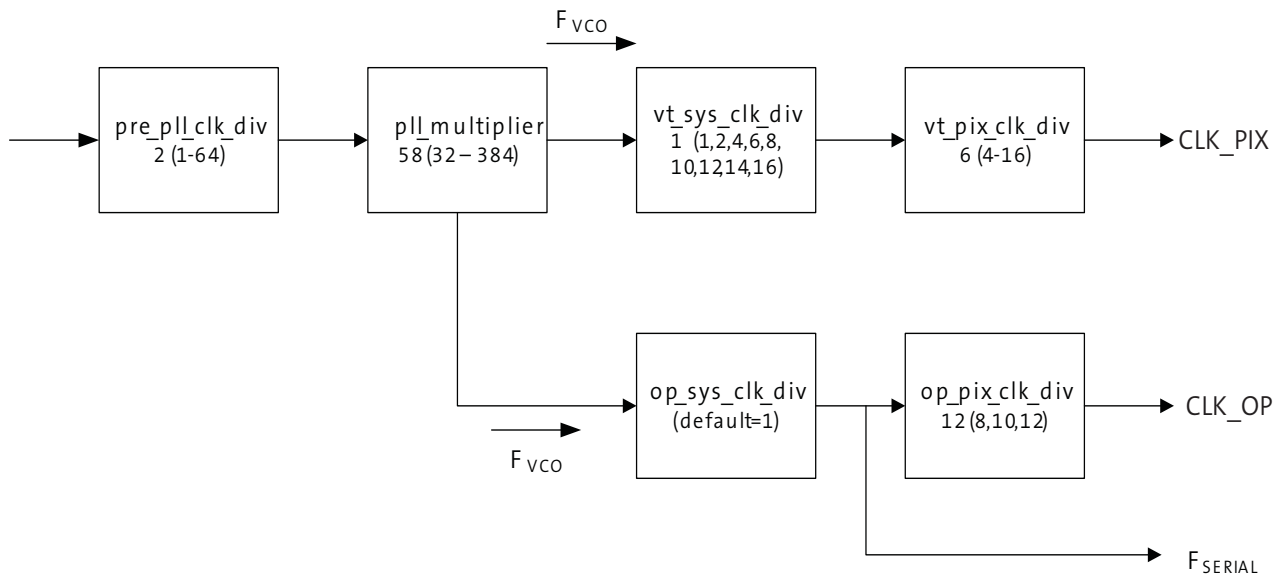 F VCO
pre_pll_clk_div
2 (1-64)
pll_multiplier
58 (32 – 384)
vt_sys_clk_div
1 (1,2,4,6,8,
10,12,14,16)
vt_pix_clk_div
6 (4-16)
CLK_PIX
op_sys_clk_div
(default=1)
op_pix_clk_div
12 (8,10,12)
CLK_OP
F VCO
F SERIAL